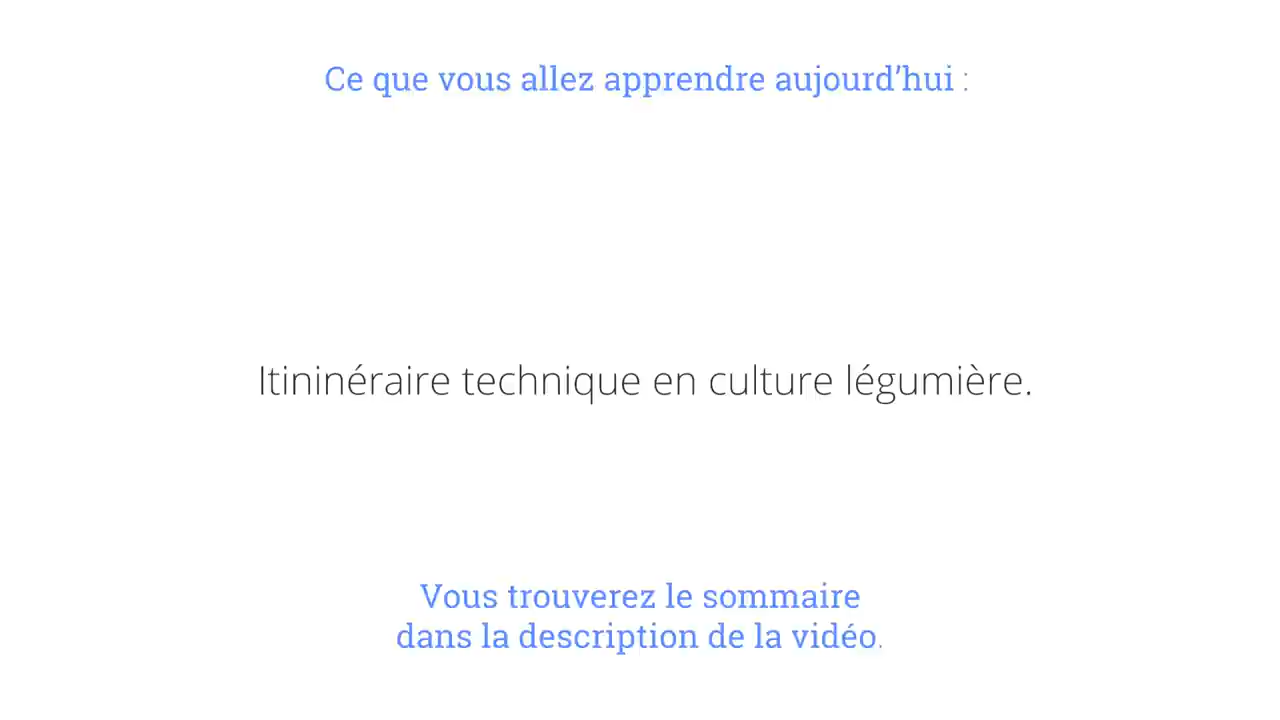 Ce que vous allez apprendre aujourd’hui :
Itininéraire technique en culture légumière.
Vous trouverez le sommaire
dans la description de la vidéo.